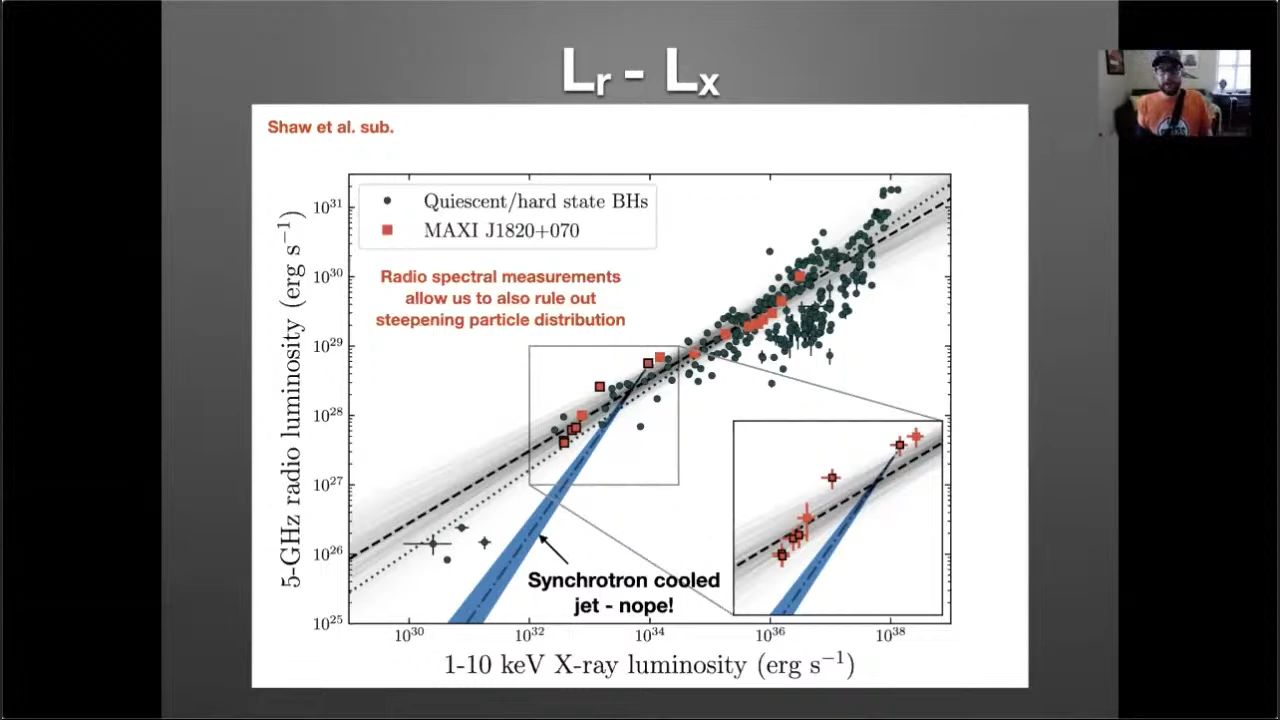 Lr - Lx
Shaw et al. sub.
Quiescent/hard state BHs
MAXI J1820+070
Radio spectral measurements
allow us to also rule out
steepening particle distribution
Synchrotron cooled
jet - nope!
5-GHz radio luminosity (erg s⁻¹)
10³¹
10³⁰
10²⁹
10²⁸
10²⁷
10²⁶
10²⁵
10³⁰ 10³² 10³⁴ 10³⁶ 10³⁸
1-10 keV X-ray luminosity (erg s⁻¹)